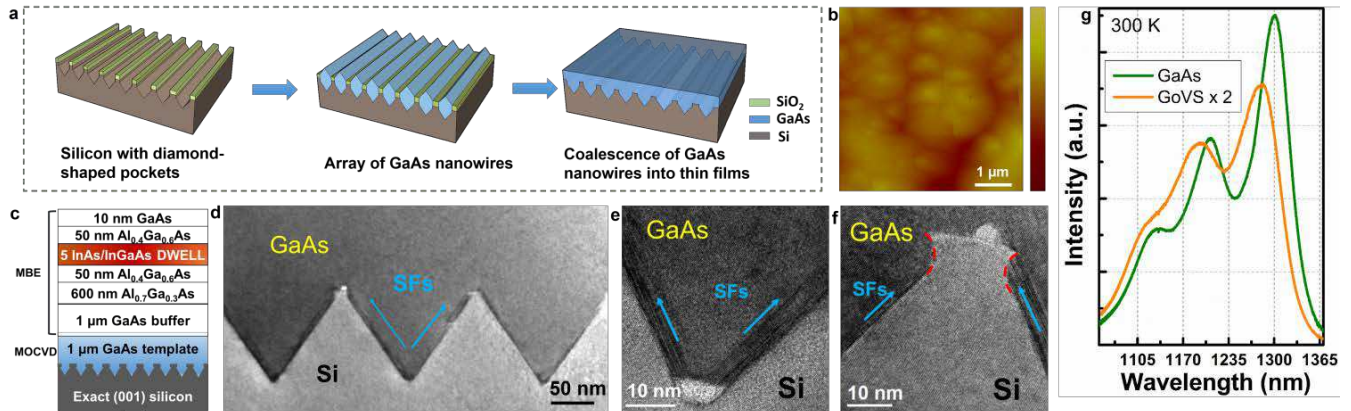 a
SiO₂
GaAs
Si
Silicon with diamond-
shaped pockets
Array of GaAs nanowires
Coalescence of GaAs
nanowires into thin films
b
1 µm
c
MBE
MOCVD
10 nm GaAs
50 nm Al₀.₄Ga₀.₆As
5 InAs/InGaAs DWELL
50 nm Al₀.₄Ga₀.₆As
600 nm Al₀.₇Ga₀.₃As
1 µm GaAs buffer
1 µm GaAs template
Exact (001) silicon
d
GaAs
SFs
Si
50 nm
e
GaAs
SFs
10 nm
Si
f
GaAs
SFs
10 nm
Si
g
300 K
GaAs
GoVS x 2
Intensity (a.u.)
1105 1170 1235 1300 1365
Wavelength (nm)